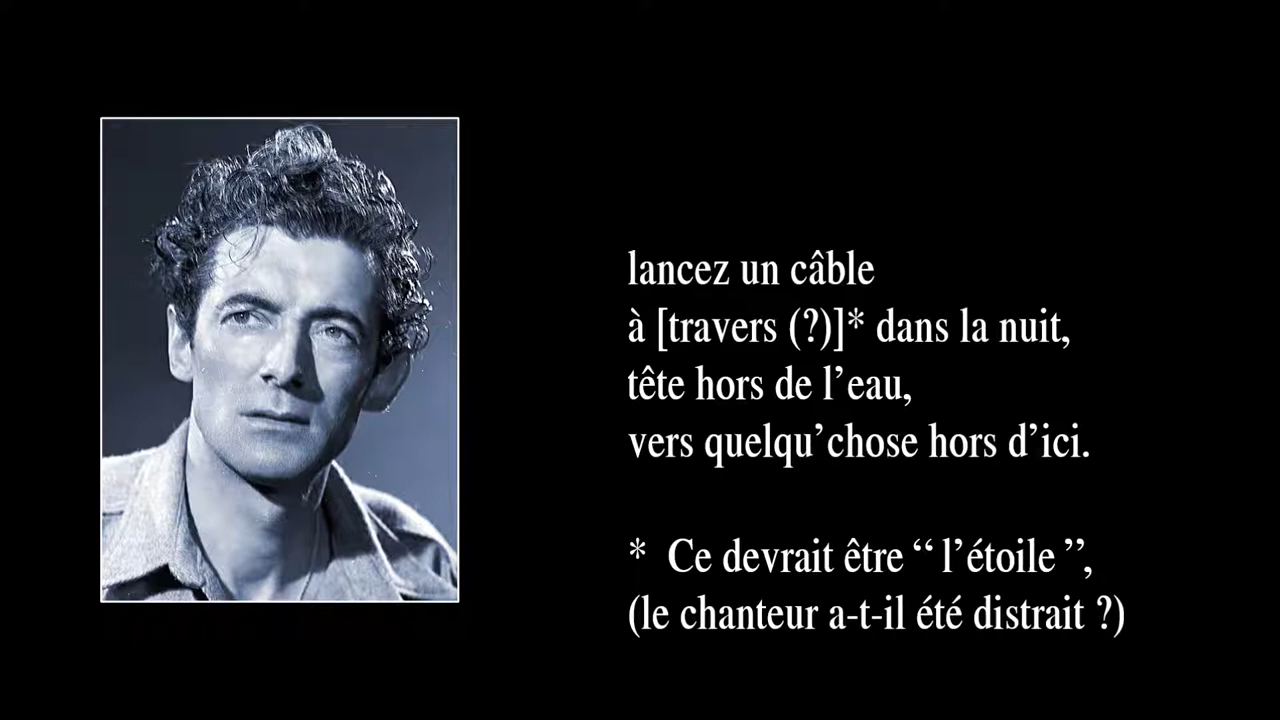 lancez un câble
à [travers (?)]* dans la nuit,
tête hors de l’eau,
vers quelqu’chose hors d’ici.
* Ce devrait être “ l’étoile ”,
(le chanteur a-t-il été distrait ?)